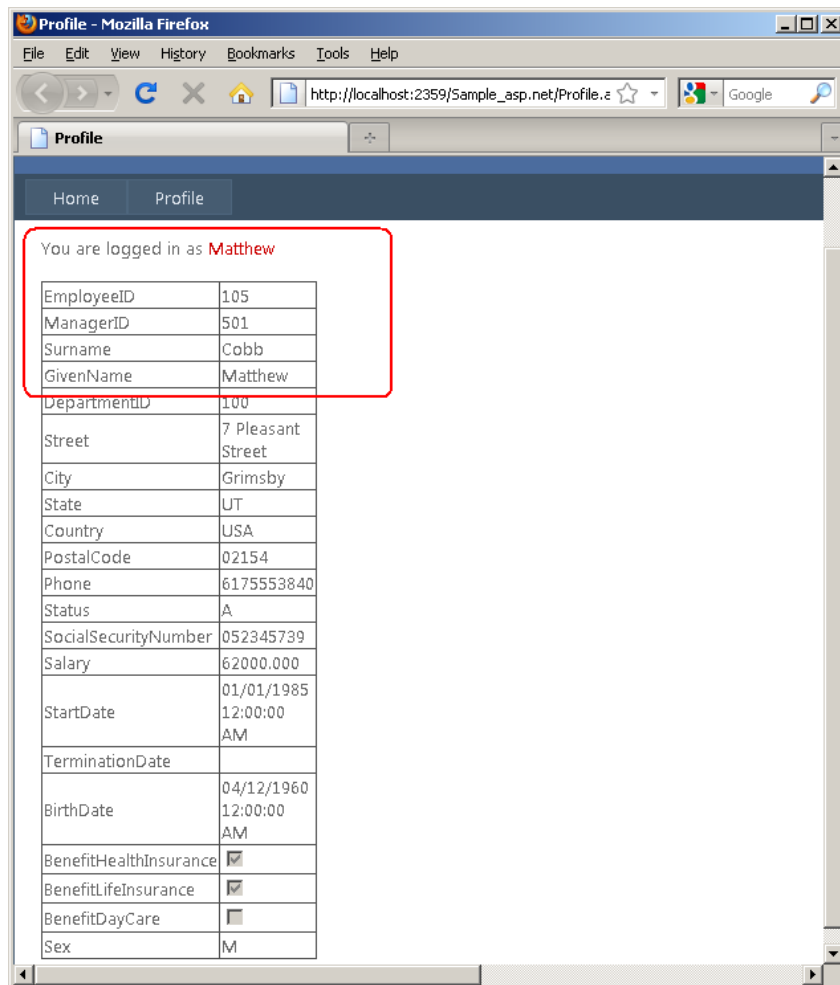 Profile - Mozilla Firefox
File Edit View History Bookmarks Tools Help
http://localhost:2359/Sample_asp.net/Profile.a Google
Profile
Home Profile
You are logged in as Matthew
EmployeeID 105
ManagerID 501
Surname Cobb
GivenName Matthew
DepartmentID 100
Street 7 Pleasant
Street
City Grimsby
State UT
Country USA
PostalCode 02154
Phone 6175553840
Status A
SocialSecurityNumber 052345739
Salary 62000.000
StartDate 01/01/1985
12:00:00
AM
TerminationDate
BirthDate 04/12/1960
12:00:00
AM
BenefitHealthInsurance
BenefitLifeInsurance
BenefitDayCare
Sex M